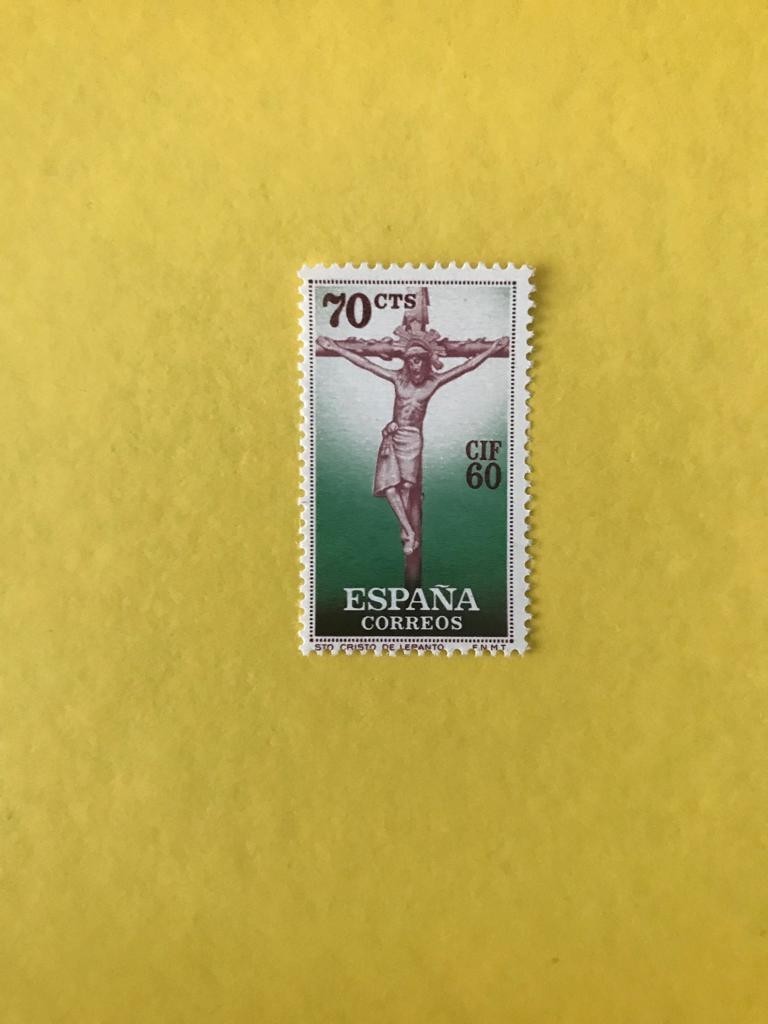 70 CTS
CIF
60
ESPAÑA
CORREOS
STO CRISTO DE LEPANTO F.N.M.T